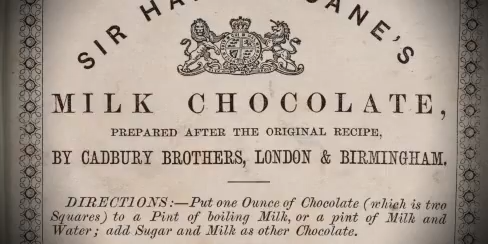 SIR HA OANE'S
MILK CHOCOLATE,
PREPARED AFTER THE ORIGINAL RECIPE,
BY CADBURY BROTHERS, LONDON & BIRMINGHAM.
DIRECTIONS:—Put one Ounce of Chocolate (which is two
Squares) to a Pint of boiling Milk, or a pint of Milk and
Water; add Sugar and Milk as other Chocolate.